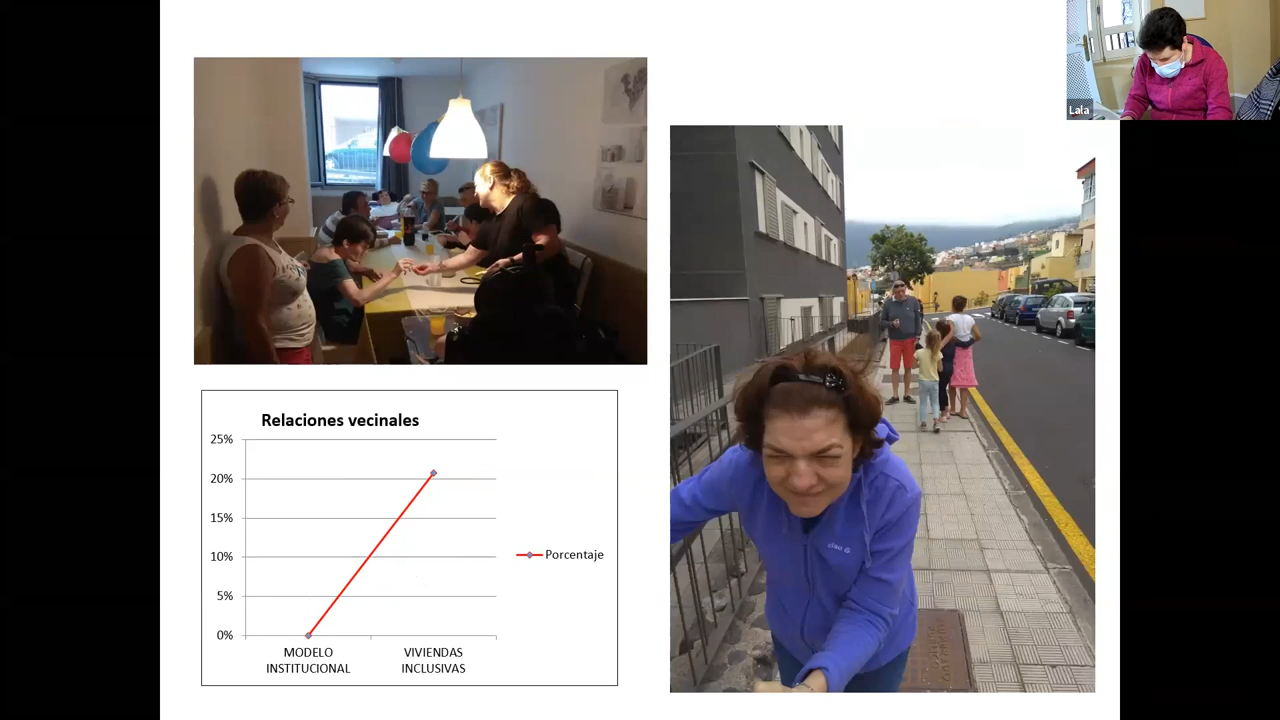 Lala
Relaciones vecinales
25%
20%
15%
10%
5%
0%
MODELO
INSTITUCIONAL
VIVIENDAS
INCLUSIVAS
Porcentaje